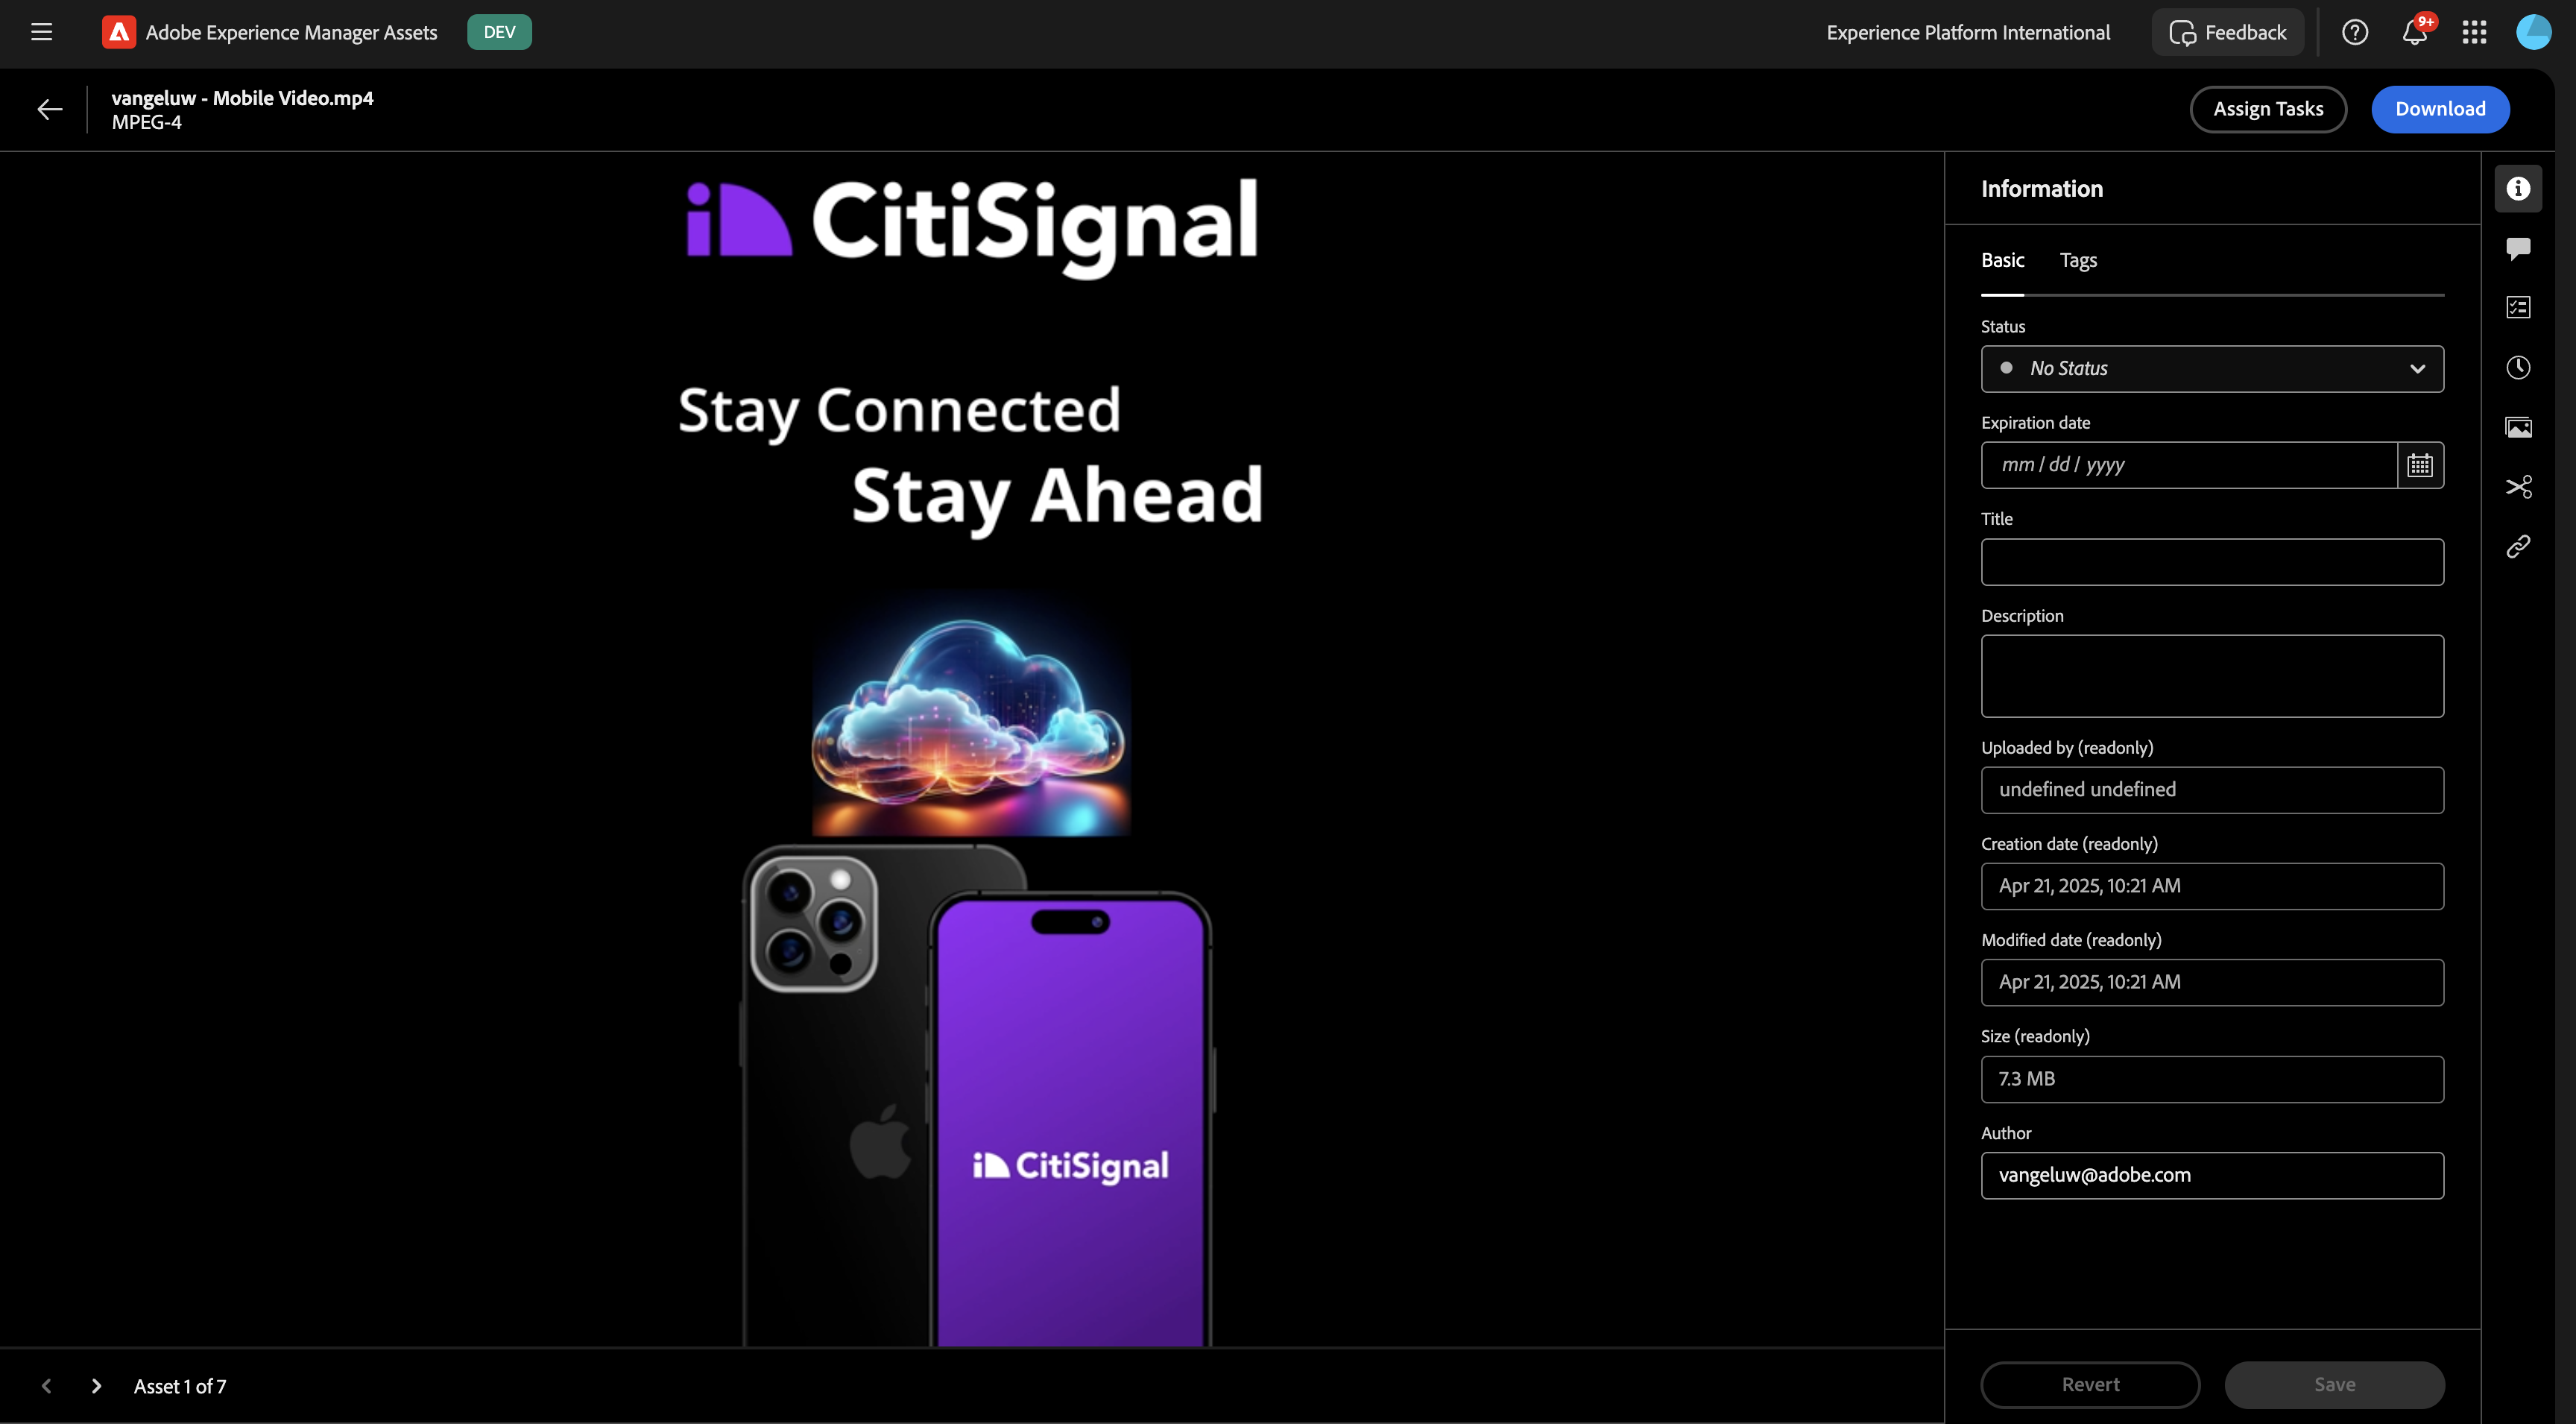 Adobe Experience Manager Assets
DEV
Experience Platform International
Feedback
9+
vangeluw - Mobile Video.mp4
MPEG-4
Assign Tasks
Download
CitiSignal
Stay Connected
Stay Ahead
CitiSignal
Information
Basic
Tags
Status
No Status
Expiration date
mm / dd / yyyy
Title
Description
Uploaded by (readonly)
undefined undefined
Creation date (readonly)
Apr 21, 2025, 10:21 AM
Modified date (readonly)
Apr 21, 2025, 10:21 AM
Size (readonly)
7.3 MB
Author
vangeluw@adobe.com
Asset 1 of 7
Revert
Save